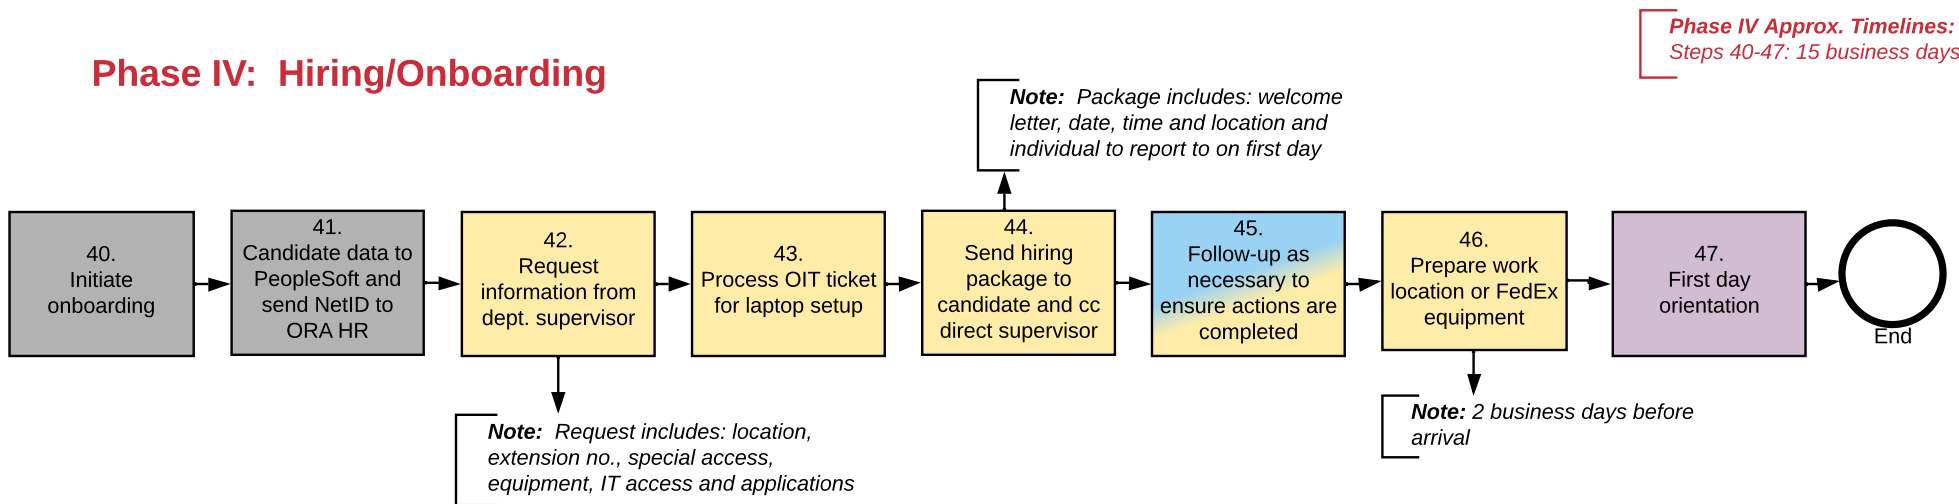 Phase IV Approx. Timelines:
Steps 40-47: 15 business days
Phase IV:  Hiring/Onboarding
Note:  Package includes: welcome
letter, date, time and location and
individual to report to on first day
40.
Initiate
onboarding
41.
Candidate data to
PeopleSoft and
send NetID to
ORA HR
42.
Request
information from
dept. supervisor
43.
Process OIT ticket
for laptop setup
44.
Send hiring
package to
candidate and cc
direct supervisor
45.
Follow-up as
necessary to
ensure actions are
completed
46.
Prepare work
location or FedEx
equipment
47.
First day
orientation
End
Note:  Request includes: location,
extension no., special access,
equipment, IT access and applications
Note: 2 business days before
arrival